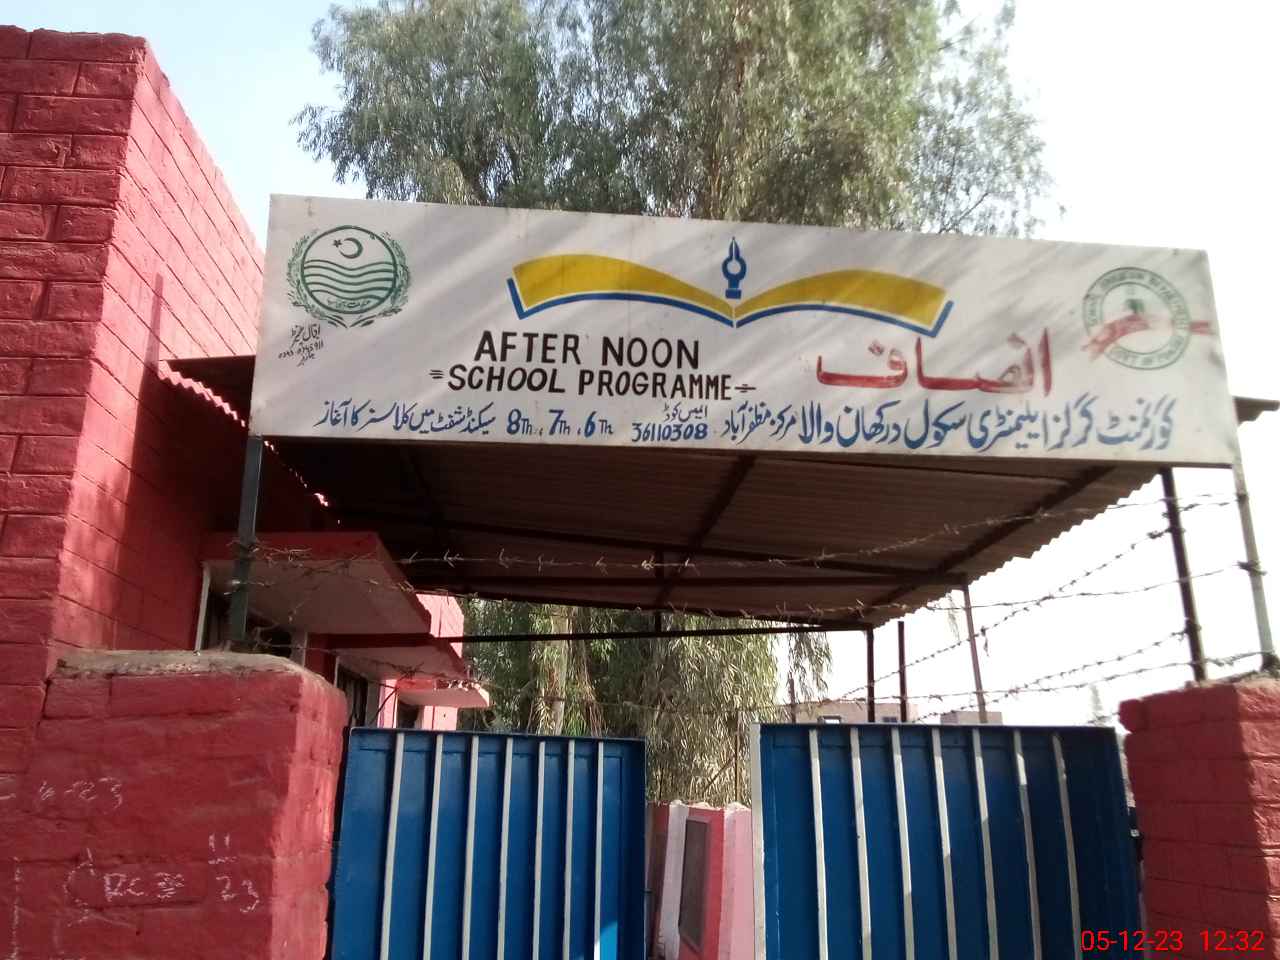 AFTER NOON
SCHOOL PROGRAMME
انصاف
گورنمنٹ گرلز ایلیمنٹری سکول درکھان والا مرکز مظفرآباد ایمیس کوڈ 36110308
6Th, 7Th, 8Th سیکنڈ شفٹ میں کلاسز کا آغاز
05-12-23 12:32